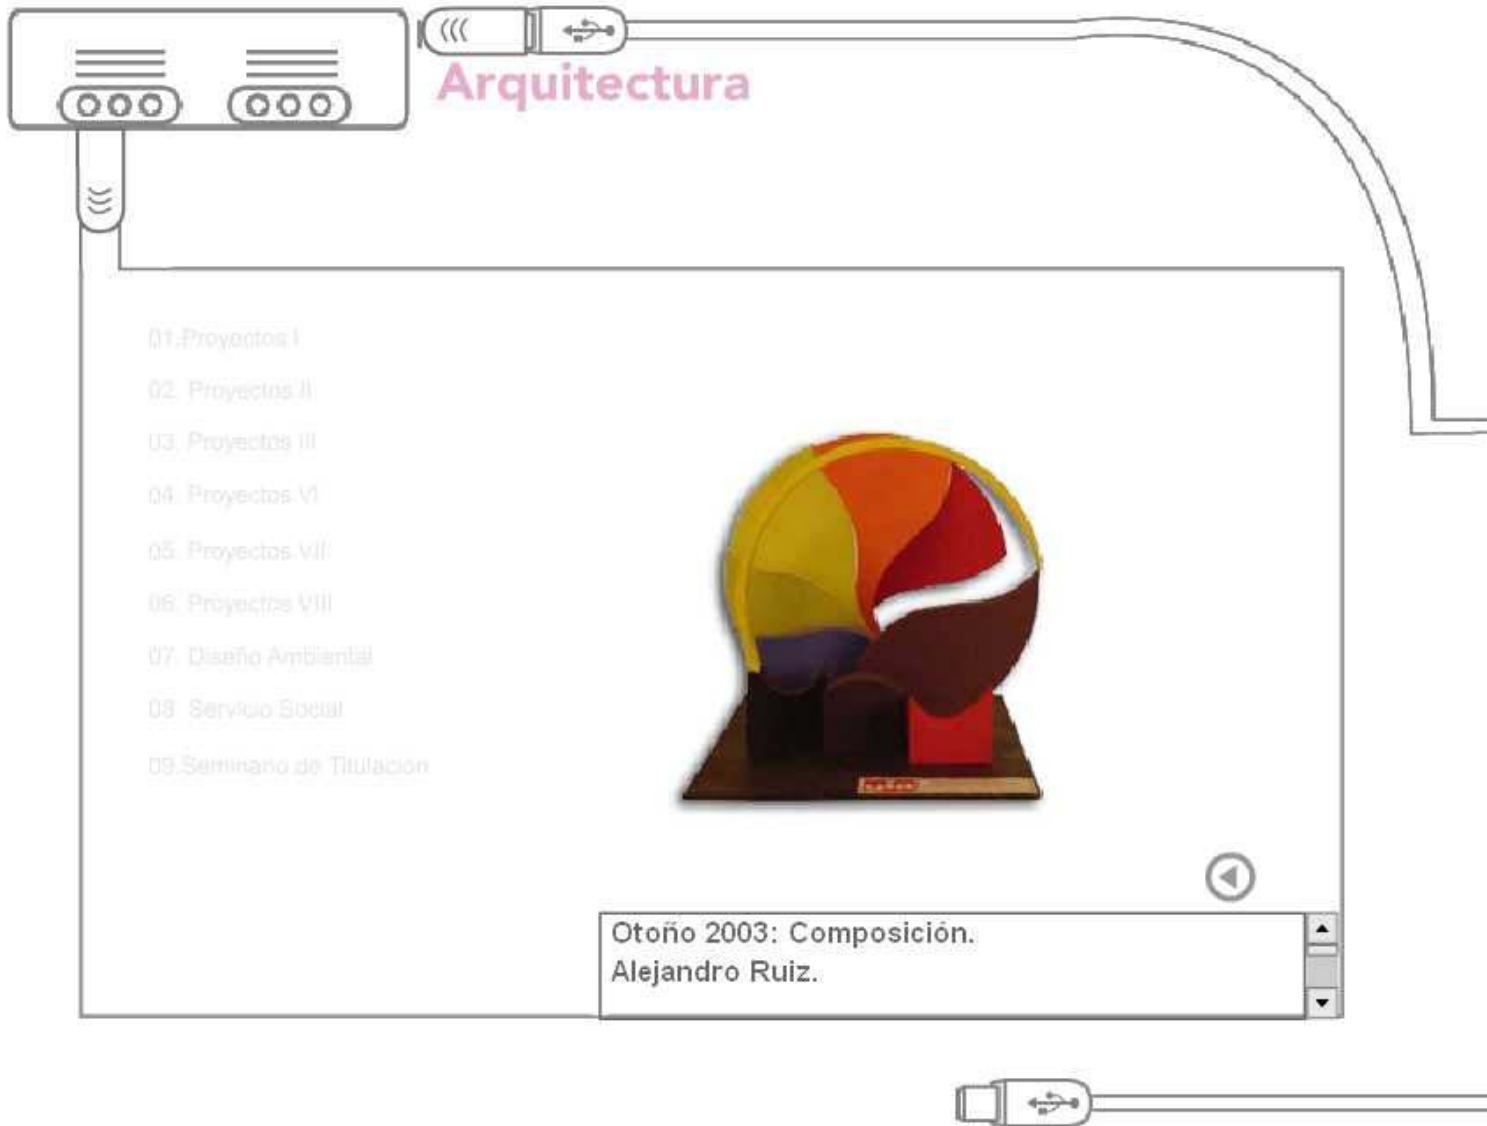 Arquitectura
01.Proyectos I
02. Proyectos II
03. Proyectos III
04. Proyectos VI
05. Proyectos VII
06. Proyectos VIII
07. Diseño Ambiental
08. Servicio Social
09.Seminario de Titulación
Otoño 2003: Composición.
Alejandro Ruiz.